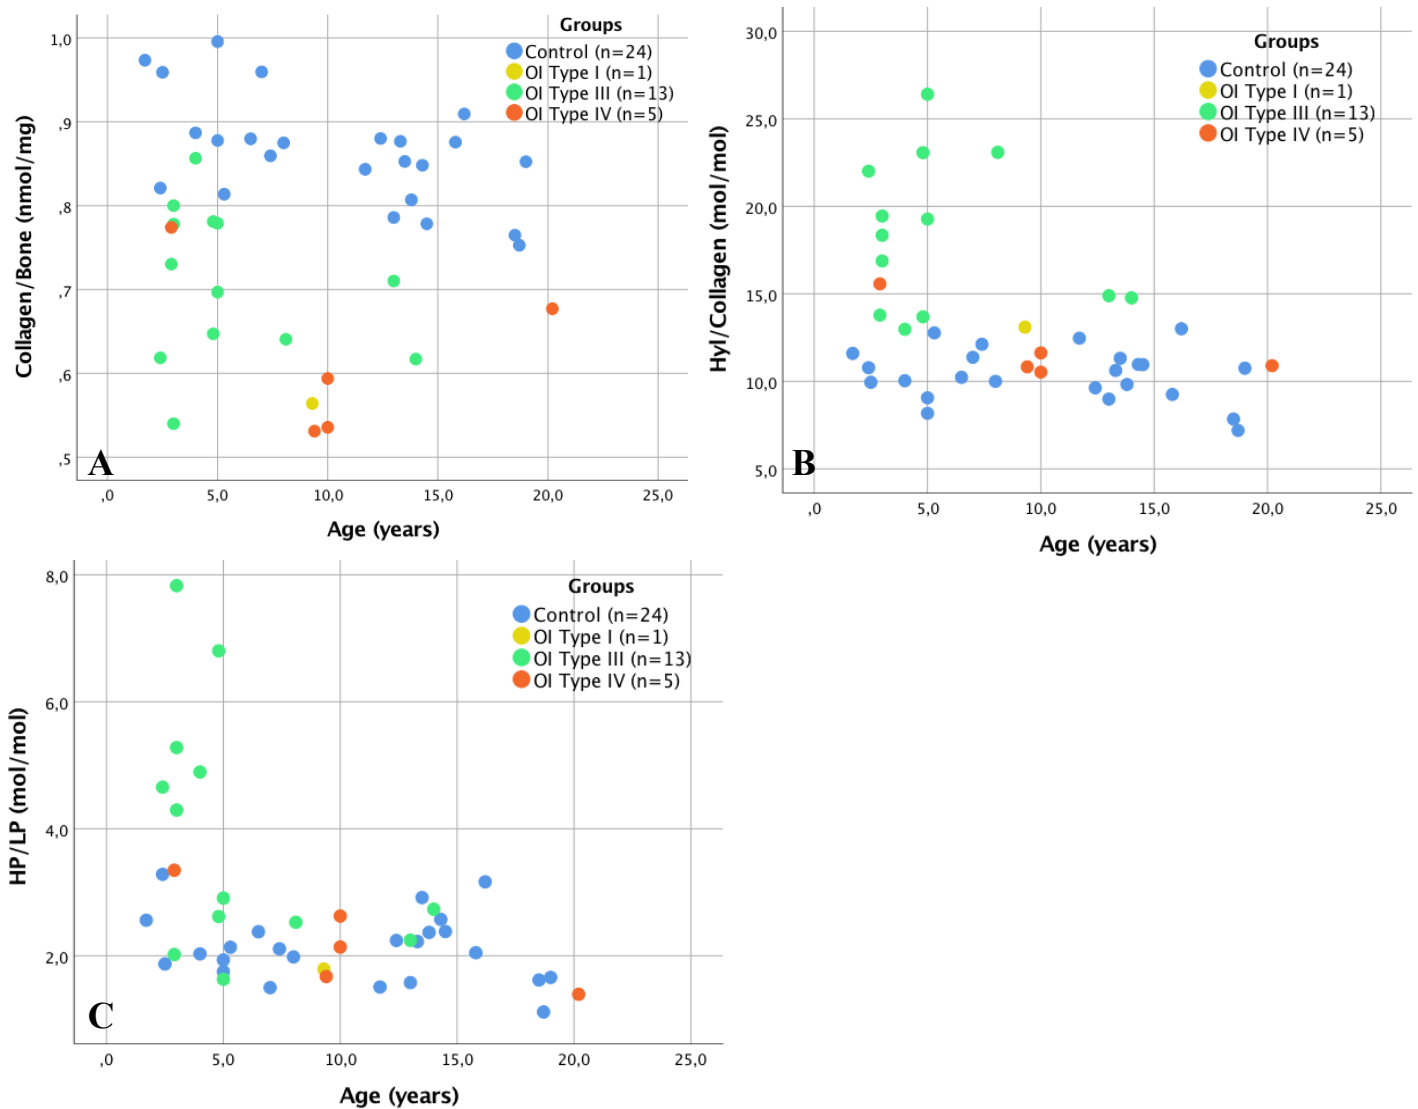 Groups
Control (n=24)
OI Type I (n=1)
OI Type III (n=13)
OI Type IV (n=5)
Collagen/Bone (nmol/mg)
1,0
,9
,8
,7
,6
,5
A
,0 5,0 10,0 15,0 20,0 25,0
Age (years)
Groups
Control (n=24)
OI Type I (n=1)
OI Type III (n=13)
OI Type IV (n=5)
Hyl/Collagen (mol/mol)
30,0
25,0
20,0
15,0
10,0
5,0
B
,0 5,0 10,0 15,0 20,0 25,0
Age (years)
Groups
Control (n=24)
OI Type I (n=1)
OI Type III (n=13)
OI Type IV (n=5)
HP/LP (mol/mol)
8,0
6,0
4,0
2,0
C
,0 5,0 10,0 15,0 20,0 25,0
Age (years)